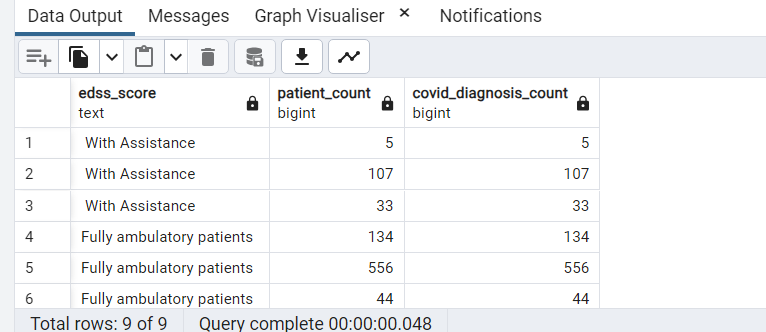 Data Output Messages Graph Visualiser × Notifications
edss_score patient_count covid_diagnosis_count
text bigint bigint
1 With Assistance 5 5
2 With Assistance 107 107
3 With Assistance 33 33
4 Fully ambulatory patients 134 134
5 Fully ambulatory patients 556 556
6 Fully ambulatory patients 44 44
Total rows: 9 of 9 Query complete 00:00:00.048